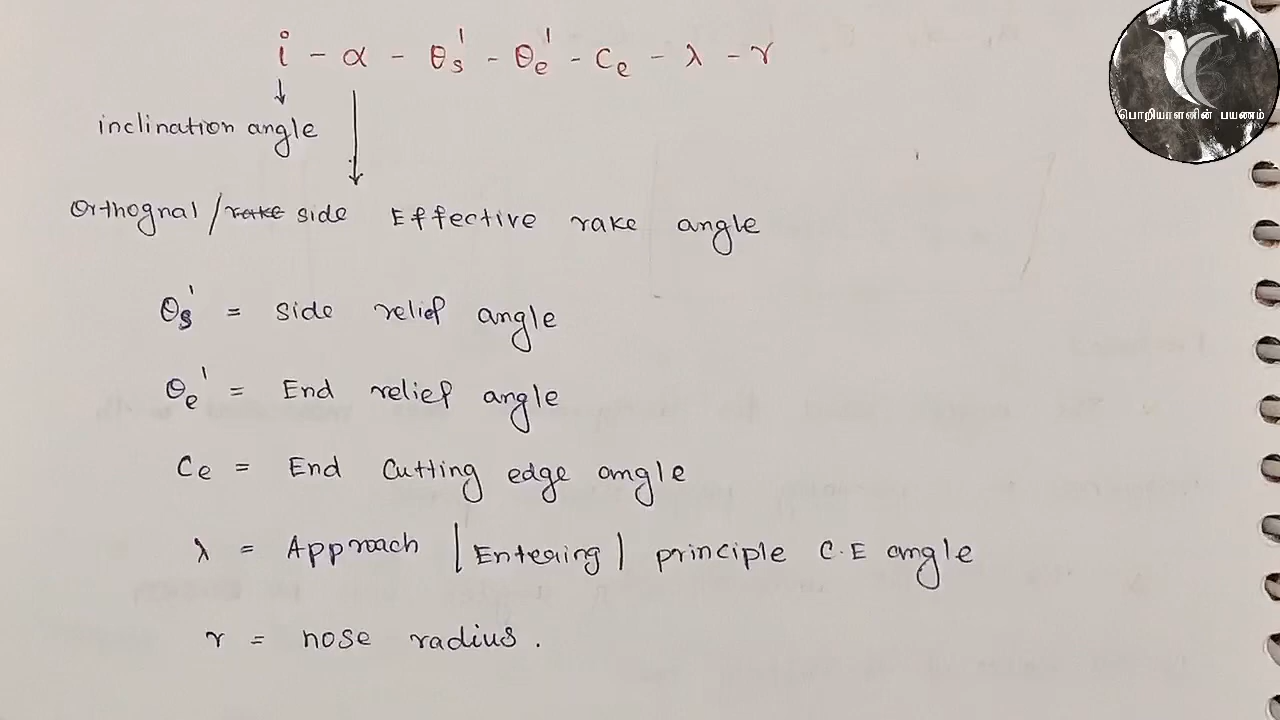 i - α - θs' - θe' - Ce - λ - r
பொறியாளனின் பயணம்
inclination angle
Orthognal / rake side Effective rake angle
θs' = side relief angle
θe' = End relief angle
Ce = End Cutting edge angle
λ = Approach | Entering | principle C.E angle
r = nose radius.